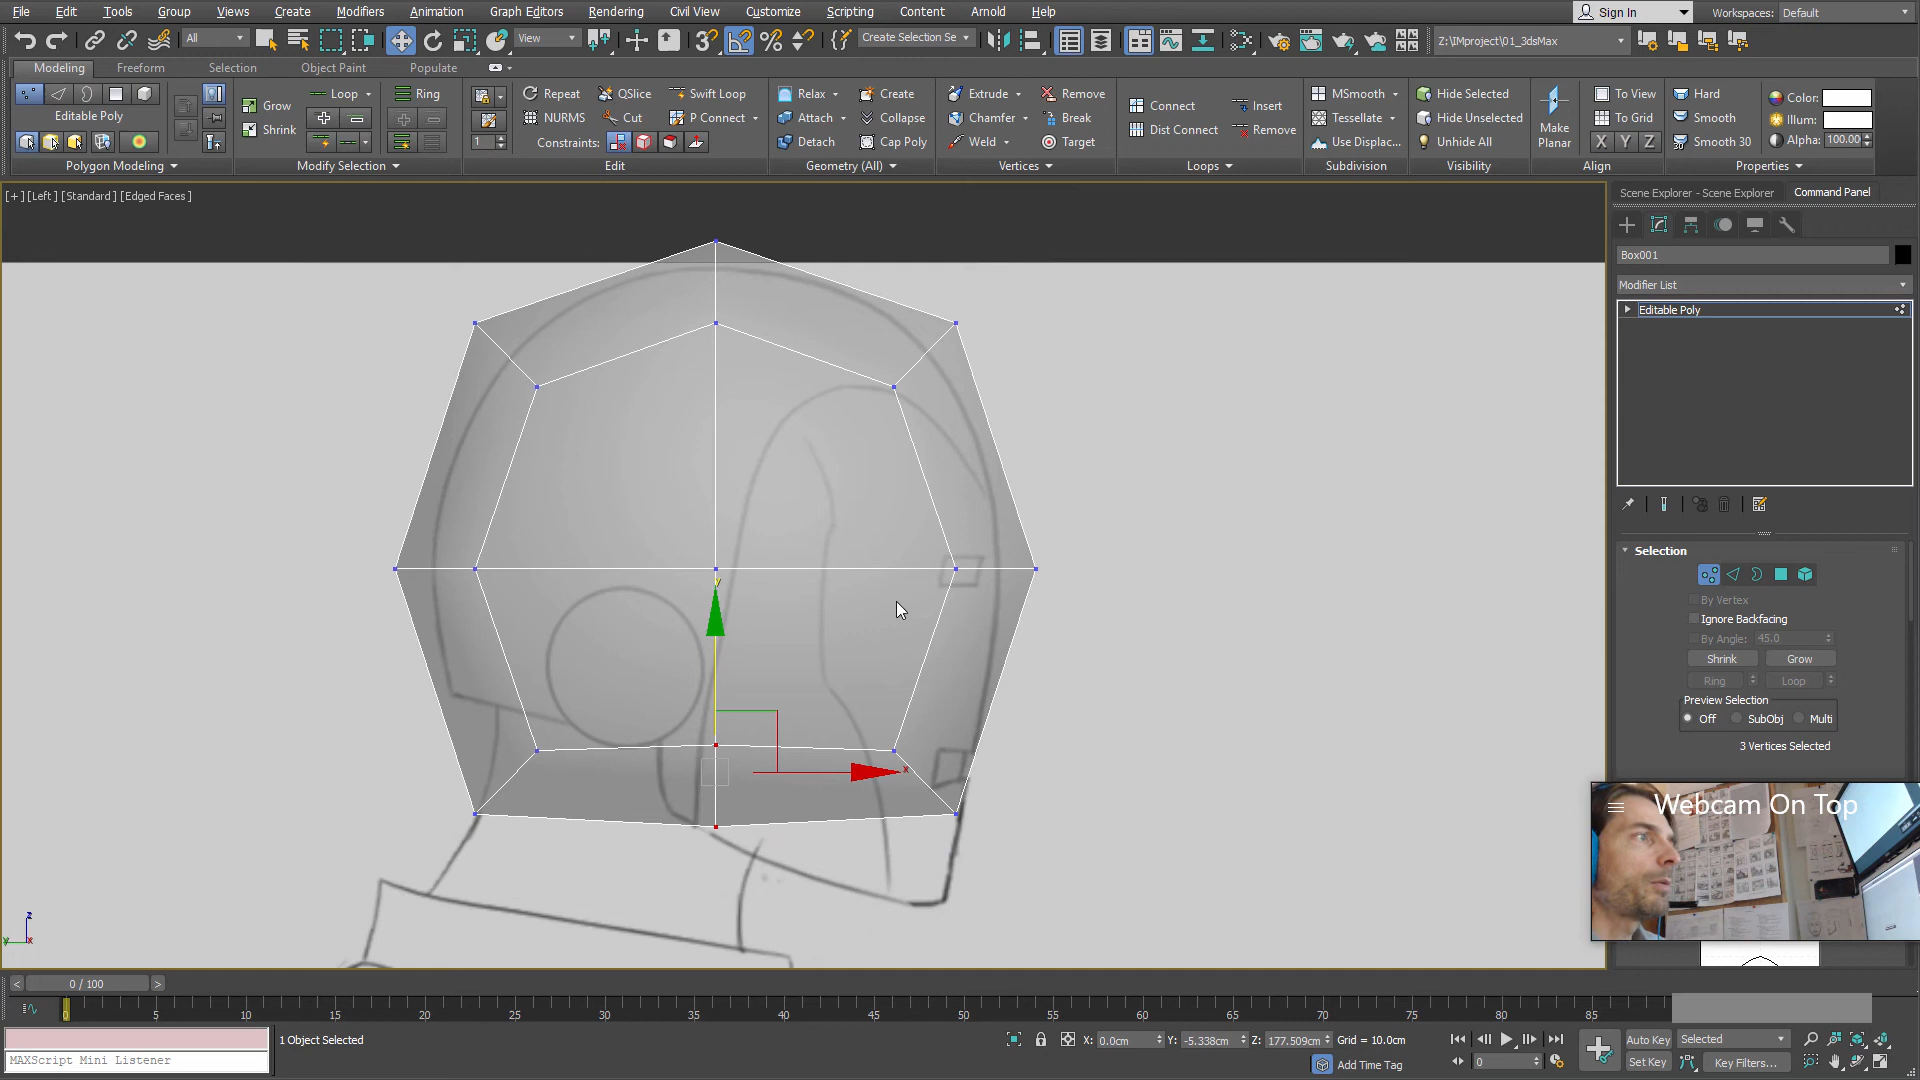 File Edit Tools Group Views Create Modifiers Animation Graph Editors Rendering Civil View Customize Scripting Content Arnold Help Sign In Workspaces: Default
All View Create Selection Se Z:\IMproject\01_3dsMax
Modeling Freeform Selection Object Paint Populate
Loop Ring Repeat QSlice Swift Loop Relax Create Extrude Remove MSmooth Hide Selected To View Hard Color:
Grow Connect Insert
Editable Poly NURMS Cut P Connect Attach Collapse Chamfer Break Tessellate Hide Unselected To Grid Smooth Illum:
Shrink Dist Connect Remove Make Planar
1 Constraints: Detach Cap Poly Weld Target Use Displac... Unhide All X Y Z Smooth 30 Alpha: 100.00
Polygon Modeling Modify Selection Edit Geometry (All) Vertices Loops Subdivision Visibility Align Properties
[+] [Left] [Standard] [Edged Faces]
Scene Explorer - Scene Explorer Command Panel
Box001
Modifier List
Editable Poly
Selection
By Vertex
Ignore Backfacing
By Angle: 45.0
Shrink Grow
Ring Loop
Preview Selection
Off SubObj Multi
3 Vertices Selected
Webcam On Top
y
x
z
y x
< 0 / 100 >
0 5 10 15 20 25 30 35 40 45 50 55 60 65 70 75 80 85
1 Object Selected X: 0.0cm Y: -5.338cm Z: 177.509cm Grid = 10.0cm Auto Key Selected
MAXScript Mini Listener Add Time Tag 0 Set Key Key Filters...